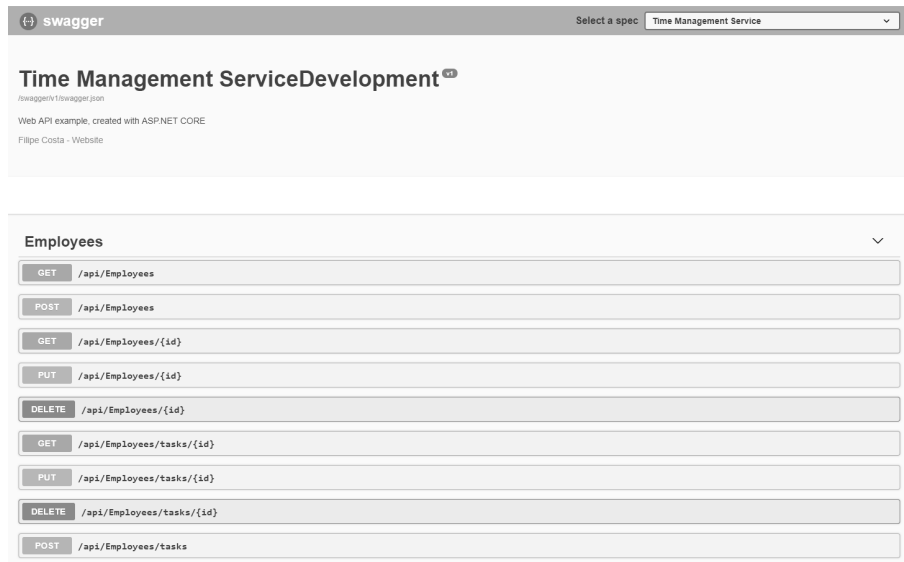 swagger
Select a spec Time Management Service
Time Management ServiceDevelopment v1
/swagger/v1/swagger.json
Web API example, created with ASP.NET CORE
Filipe Costa - Website
Employees
GET /api/Employees
POST /api/Employees
GET /api/Employees/{id}
PUT /api/Employees/{id}
DELETE /api/Employees/{id}
GET /api/Employees/tasks/{id}
PUT /api/Employees/tasks/{id}
DELETE /api/Employees/tasks/{id}
POST /api/Employees/tasks